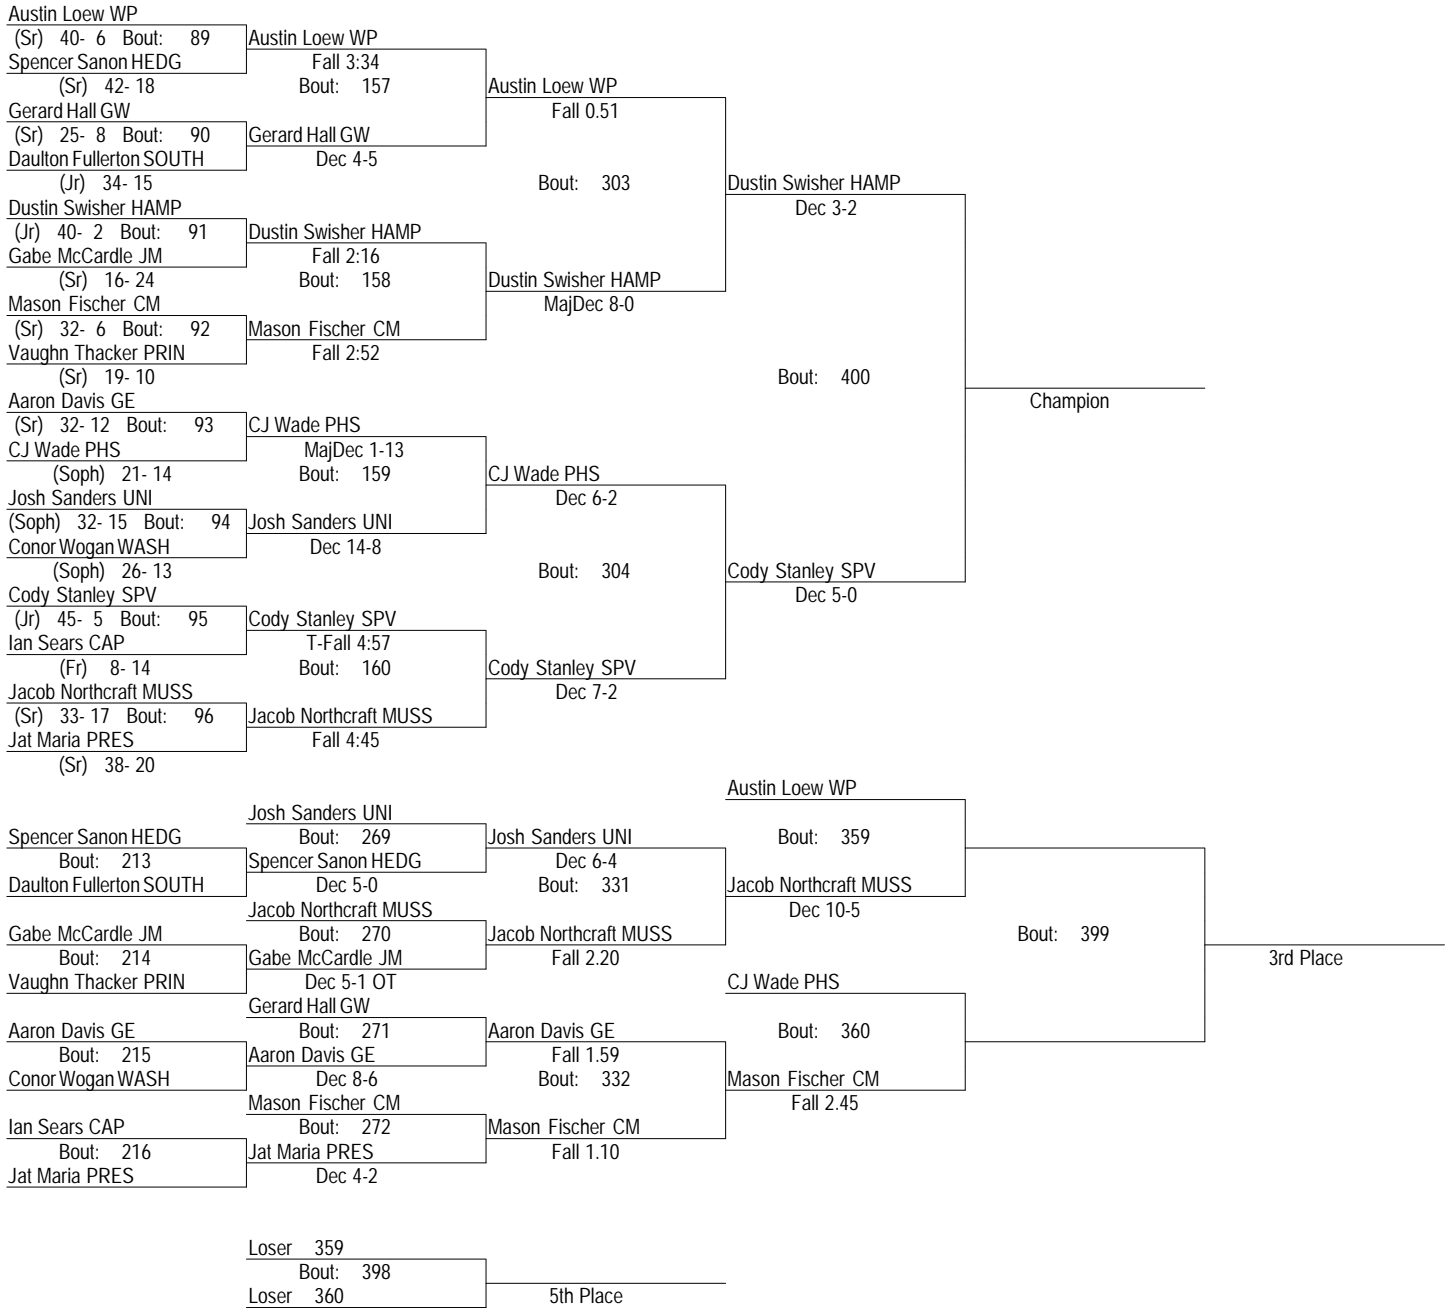 Austin Loew WP
(Sr) 40- 6 Bout: 89 Austin Loew WP
Spencer Sanon HEDG Fall 3:34
(Sr) 42- 18 Bout: 157 Austin Loew WP
Gerard Hall GW Fall 0.51
(Sr) 25- 8 Bout: 90 Gerard Hall GW
Daulton Fullerton SOUTH Dec 4-5
(Jr) 34- 15 Bout: 303 Dustin Swisher HAMP
Dustin Swisher HAMP Dec 3-2
(Jr) 40- 2 Bout: 91 Dustin Swisher HAMP
Gabe McCardle JM Fall 2:16
(Sr) 16- 24 Bout: 158 Dustin Swisher HAMP
Mason Fischer CM MajDec 8-0
(Sr) 32- 6 Bout: 92 Mason Fischer CM
Vaughn Thacker PRIN Fall 2:52
(Sr) 19- 10 Bout: 400
Aaron Davis GE Champion
(Sr) 32- 12 Bout: 93 CJ Wade PHS
CJ Wade PHS MajDec 1-13
(Soph) 21- 14 Bout: 159 CJ Wade PHS
Josh Sanders UNI Dec 6-2
(Soph) 32- 15 Bout: 94 Josh Sanders UNI
Conor Wogan WASH Dec 14-8
(Soph) 26- 13 Bout: 304 Cody Stanley SPV
Cody Stanley SPV Dec 5-0
(Jr) 45- 5 Bout: 95 Cody Stanley SPV
Ian Sears CAP T-Fall 4:57
(Fr) 8- 14 Bout: 160 Cody Stanley SPV
Jacob Northcraft MUSS Dec 7-2
(Sr) 33- 17 Bout: 96 Jacob Northcraft MUSS
Jat Maria PRES Fall 4:45
(Sr) 38- 20
Austin Loew WP
Josh Sanders UNI
Spencer Sanon HEDG Bout: 269 Josh Sanders UNI Bout: 359
Bout: 213 Spencer Sanon HEDG Dec 6-4
Daulton Fullerton SOUTH Dec 5-0 Bout: 331 Jacob Northcraft MUSS
Jacob Northcraft MUSS Dec 10-5
Gabe McCardle JM Bout: 270 Jacob Northcraft MUSS Bout: 399
Bout: 214 Gabe McCardle JM Fall 2.20 3rd Place
Vaughn Thacker PRIN Dec 5-1 OT CJ Wade PHS
Gerard Hall GW
Aaron Davis GE Bout: 271 Aaron Davis GE Bout: 360
Bout: 215 Aaron Davis GE Fall 1.59
Conor Wogan WASH Dec 8-6 Bout: 332 Mason Fischer CM
Mason Fischer CM Fall 2.45
Ian Sears CAP Bout: 272 Mason Fischer CM
Bout: 216 Jat Maria PRES Fall 1.10
Jat Maria PRES Dec 4-2
Loser 359
Bout: 398
Loser 360 5th Place